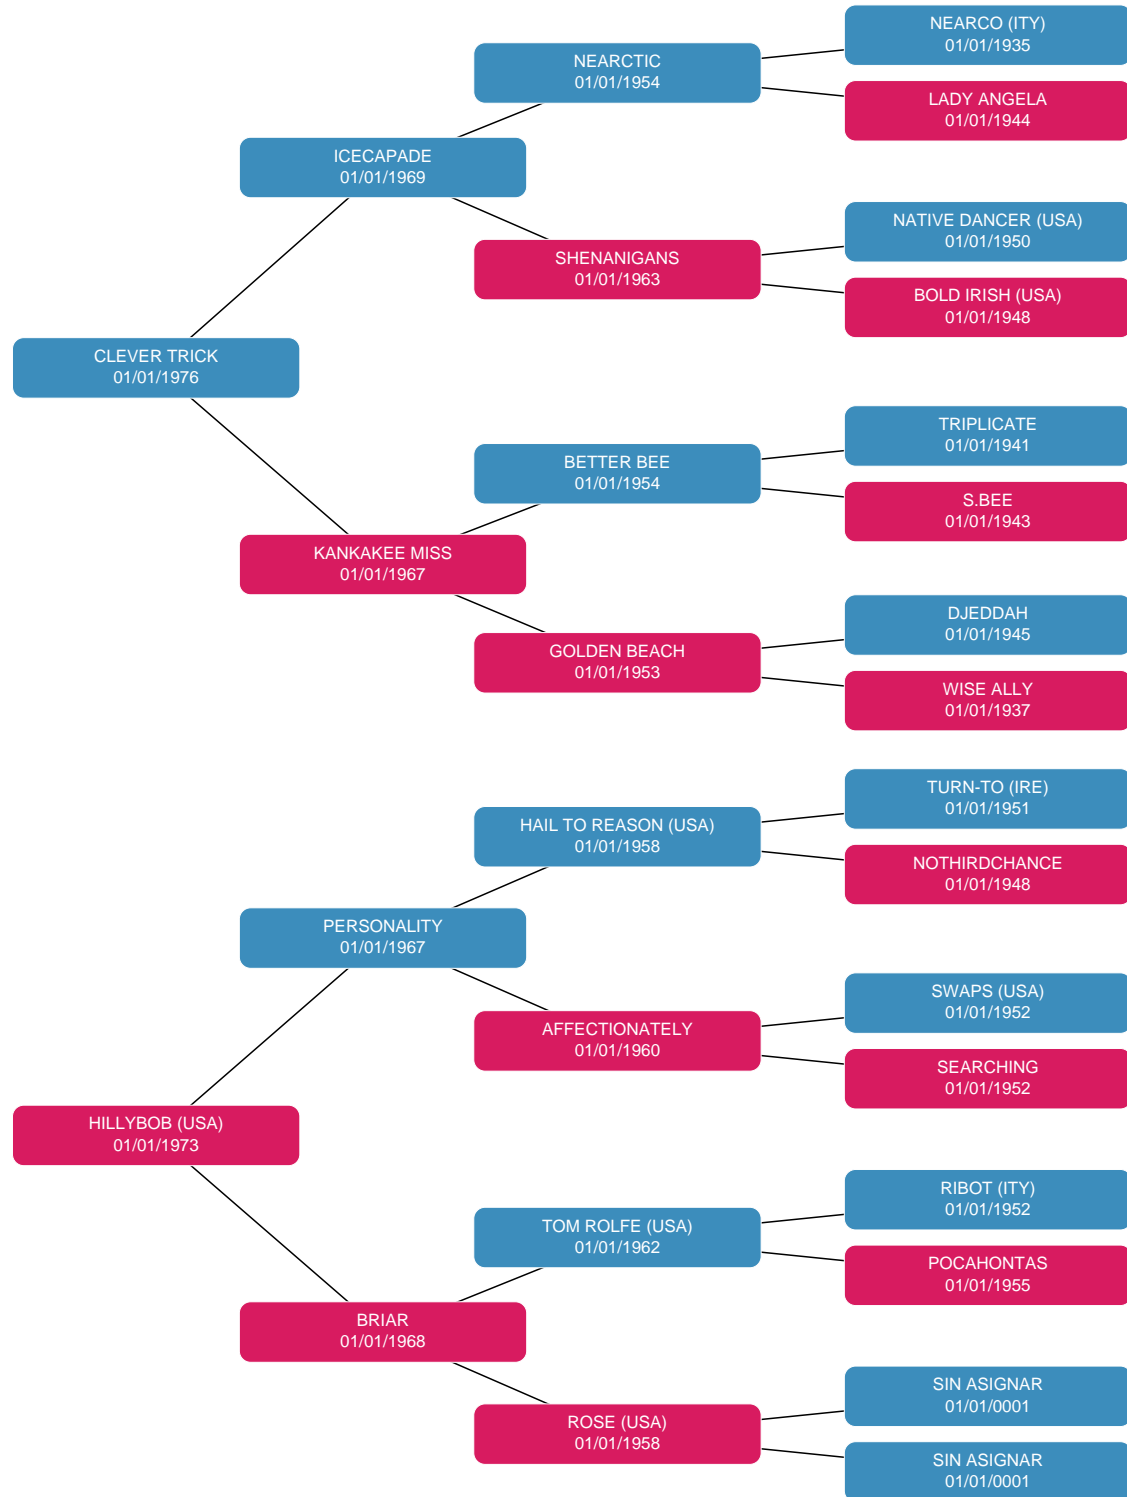 NEARCO (ITY)
01/01/1935
NEARCTIC
01/01/1954
LADY ANGELA
01/01/1944
ICECAPADE
01/01/1969
NATIVE DANCER (USA)
01/01/1950
SHENANIGANS
01/01/1963
BOLD IRISH (USA)
01/01/1948
CLEVER TRICK
01/01/1976
TRIPLICATE
01/01/1941
BETTER BEE
01/01/1954
S.BEE
01/01/1943
KANKAKEE MISS
01/01/1967
DJEDDAH
01/01/1945
GOLDEN BEACH
01/01/1953
WISE ALLY
01/01/1937
TURN-TO (IRE)
01/01/1951
HAIL TO REASON (USA)
01/01/1958
NOTHIRDCHANCE
01/01/1948
PERSONALITY
01/01/1967
SWAPS (USA)
01/01/1952
AFFECTIONATELY
01/01/1960
SEARCHING
01/01/1952
HILLYBOB (USA)
01/01/1973
RIBOT (ITY)
01/01/1952
TOM ROLFE (USA)
01/01/1962
POCAHONTAS
01/01/1955
BRIAR
01/01/1968
SIN ASIGNAR
01/01/0001
ROSE (USA)
01/01/1958
SIN ASIGNAR
01/01/0001